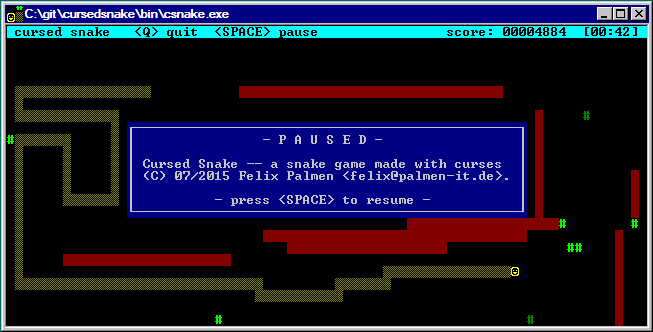 C:\git\cursedsnake\bin\csnake.exe
cursed snake <Q> quit <SPACE> pause score: 00004884 [00:42]
- P A U S E D -
Cursed Snake -- a snake game made with curses
(C) 07/2015 Felix Palmen <felix@palmen-it.de>.
- press <SPACE> to resume -